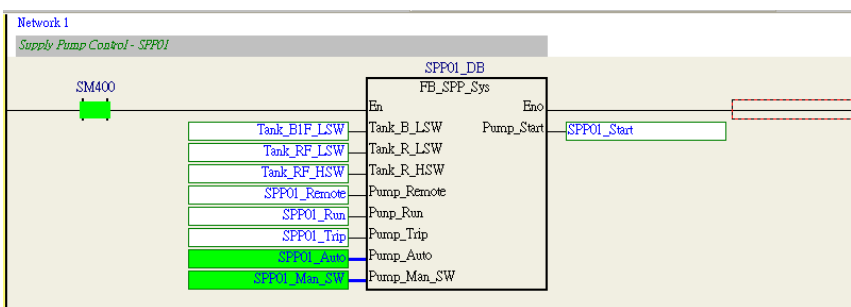 Network 1
Supply Pump Control - SPP01
SPP01_DB
SM400
FB_SPP_Sys
En Eno
Tank_B1F_LSW Tank_B_LSW Pump_Start SPP01_Start
Tank_RF_LSW Tank_R_LSW
Tank_RF_HSW Tank_R_HSW
SPP01_Remote Pump_Remote
SPP01_Run Punp_Run
SPP01_Trip Pump_Trip
SPP01_Auto Pump_Auto
SPP01_Man_SW Pump_Man_SW